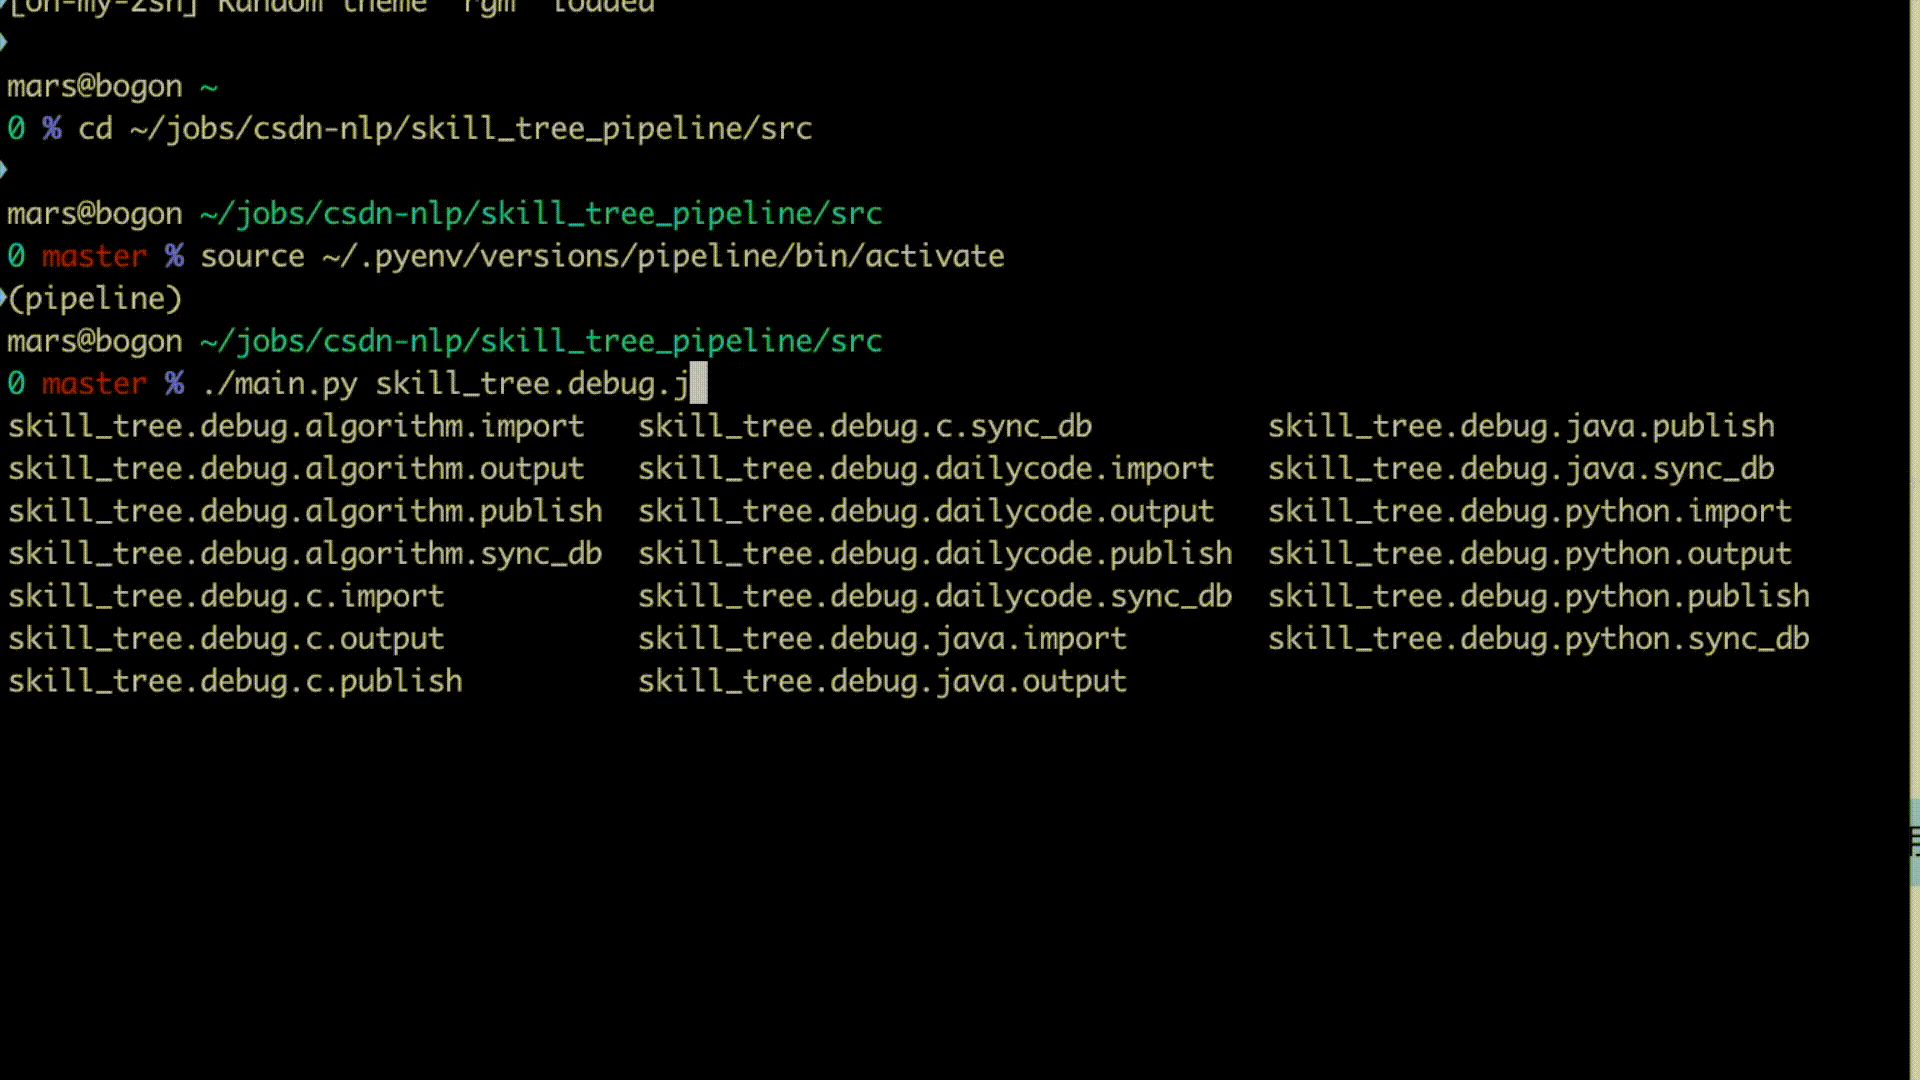 [oh-my-zsh] Random theme rgm loaded
mars@bogon ~
0 % cd ~/jobs/csdn-nlp/skill_tree_pipeline/src
mars@bogon ~/jobs/csdn-nlp/skill_tree_pipeline/src
0 master % source ~/.pyenv/versions/pipeline/bin/activate
(pipeline)
mars@bogon ~/jobs/csdn-nlp/skill_tree_pipeline/src
0 master % ./main.py skill_tree.debug.j
skill_tree.debug.algorithm.import skill_tree.debug.c.sync_db skill_tree.debug.java.publish
skill_tree.debug.algorithm.output skill_tree.debug.dailycode.import skill_tree.debug.java.sync_db
skill_tree.debug.algorithm.publish skill_tree.debug.dailycode.output skill_tree.debug.python.import
skill_tree.debug.algorithm.sync_db skill_tree.debug.dailycode.publish skill_tree.debug.python.output
skill_tree.debug.c.import skill_tree.debug.dailycode.sync_db skill_tree.debug.python.publish
skill_tree.debug.c.output skill_tree.debug.java.import skill_tree.debug.python.sync_db
skill_tree.debug.c.publish skill_tree.debug.java.output